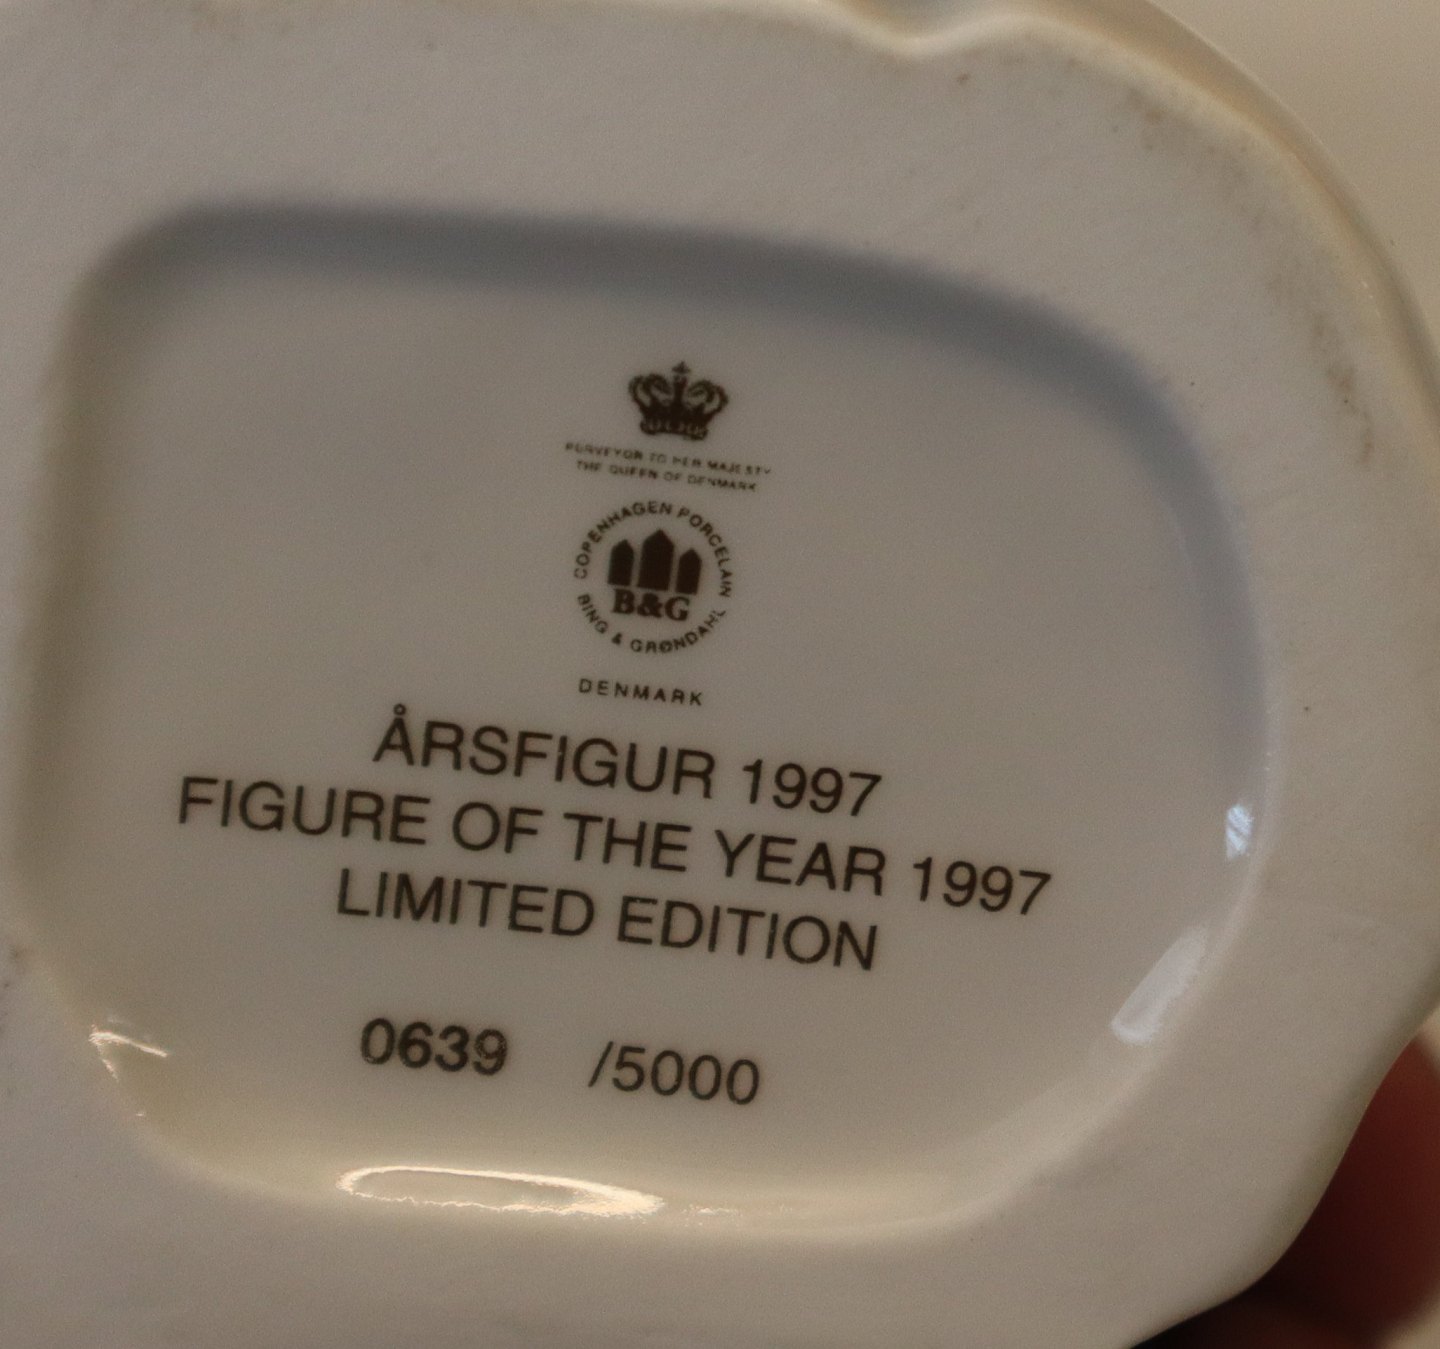 PURVEYOR TO HER MAJESTY
THE QUEEN OF DENMARK
COPENHAGEN PORCELAIN
B&G
BING & GRØNDAHL
DENMARK
ÅRSFIGUR 1997
FIGURE OF THE YEAR 1997
LIMITED EDITION
0639 /5000